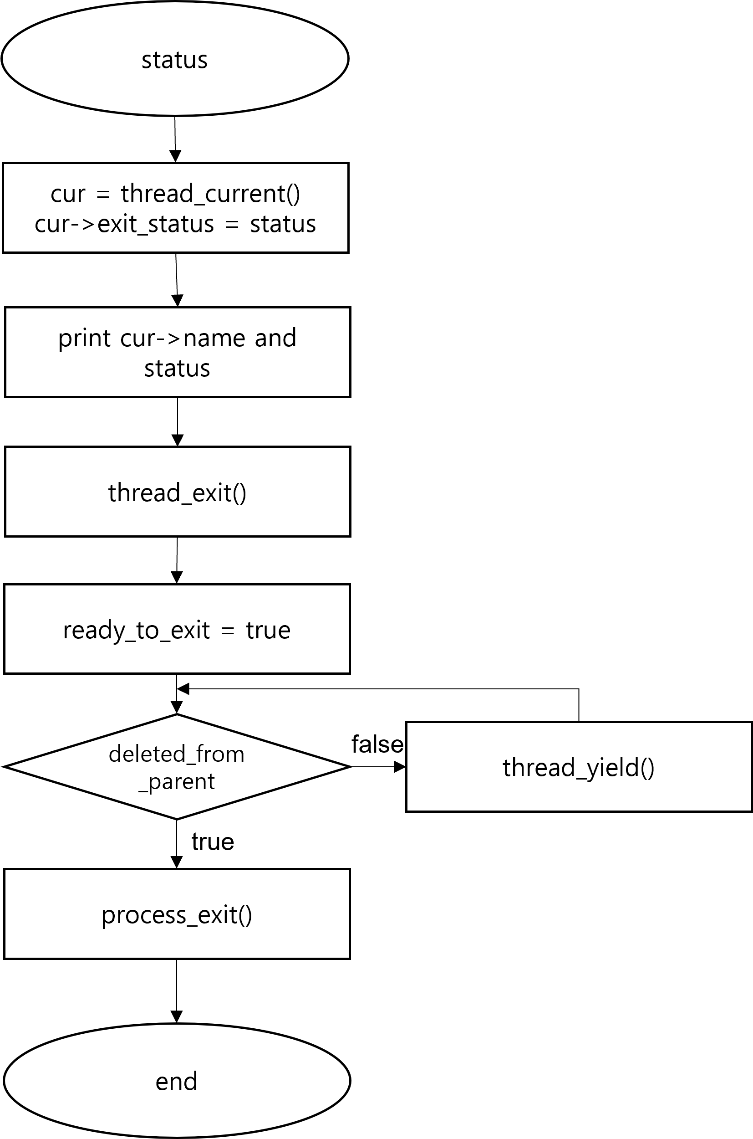 status
cur = thread_current()
cur->exit_status = status
print cur->name and
status
thread_exit()
ready_to_exit = true
deleted_from
_parent
false
thread_yield()
true
process_exit()
end